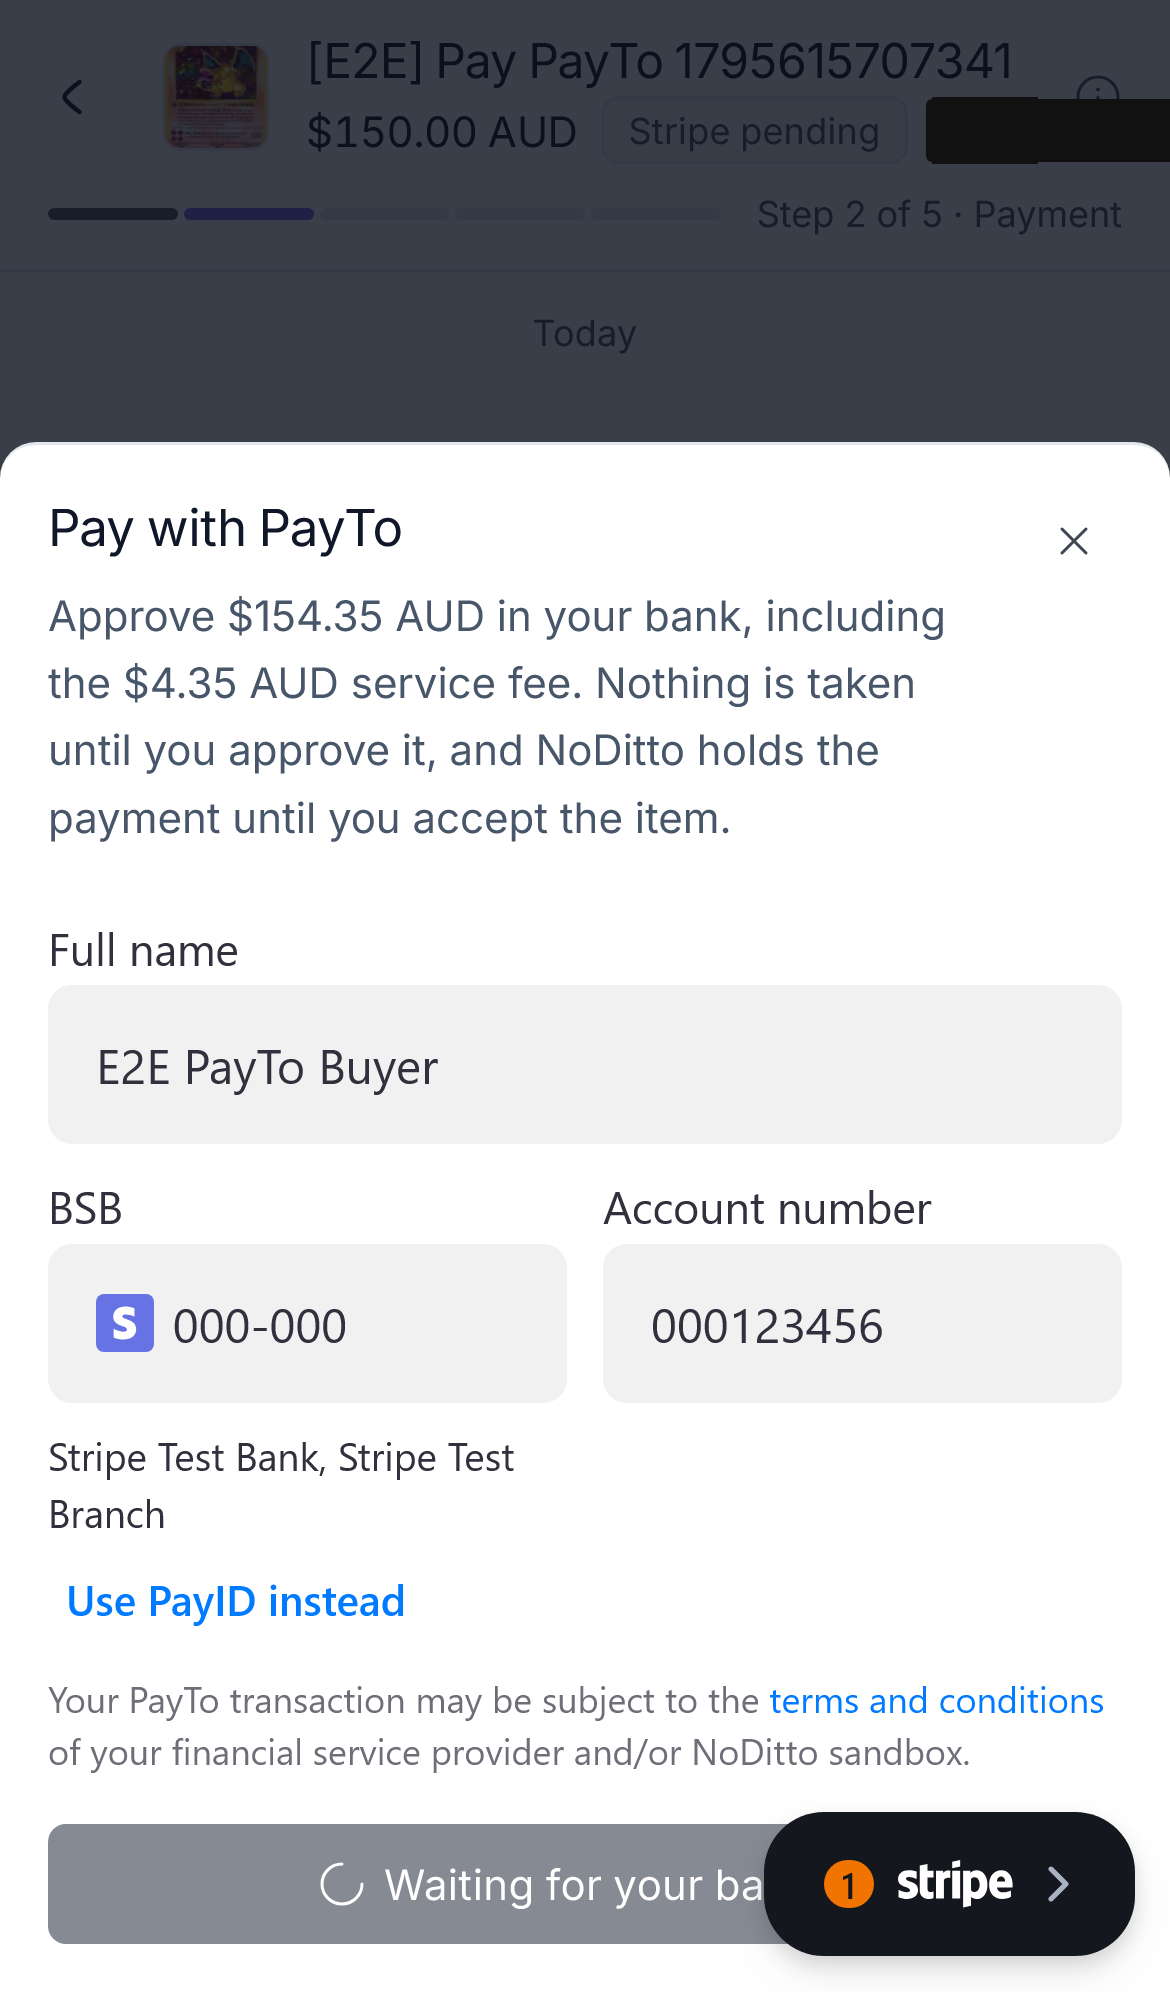 [E2E] Pay PayTo 1795615707341
$150.00 AUD
Stripe pending
Step 2 of 5 · Payment
Today
Pay with PayTo
Approve $154.35 AUD in your bank, including
the $4.35 AUD service fee. Nothing is taken
until you approve it, and NoDitto holds the
payment until you accept the item.
Full name
E2E PayTo Buyer
BSB
Account number
S 000-000
000123456
Stripe Test Bank, Stripe Test
Branch
Use PayID instead
Your PayTo transaction may be subject to the terms and conditions
of your financial service provider and/or NoDitto sandbox.
Waiting for your ba
1 stripe